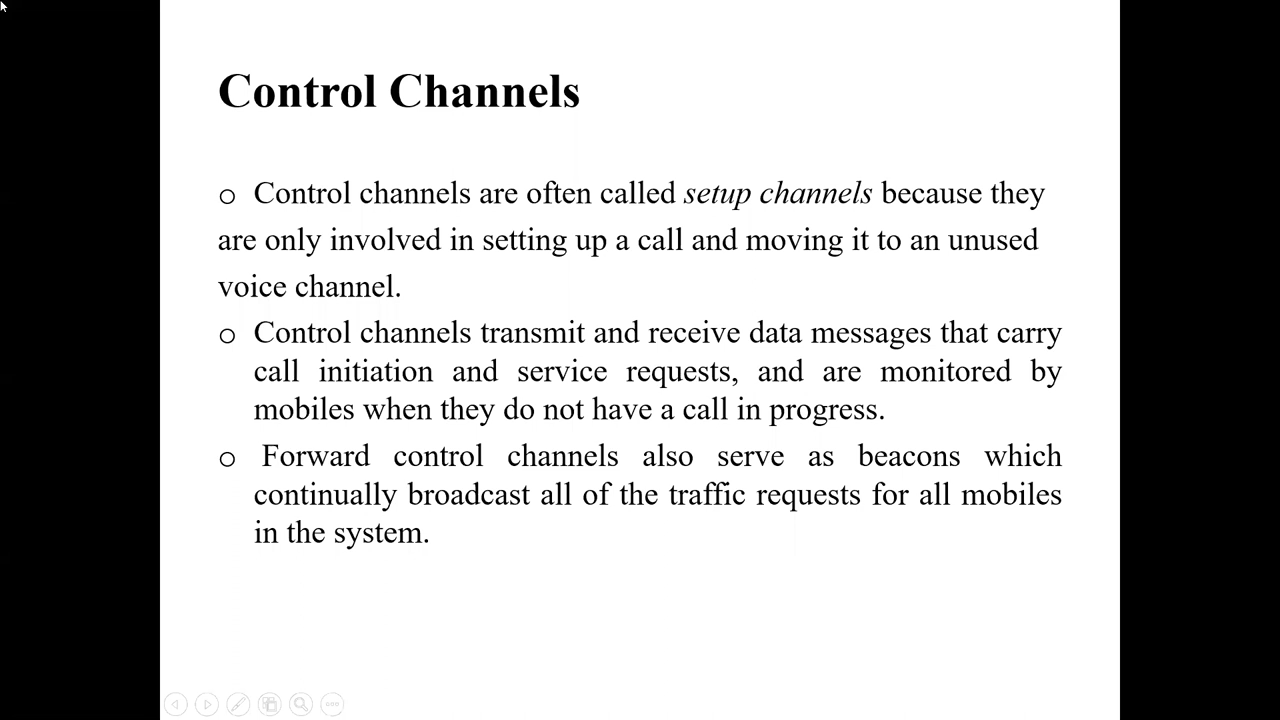 Control Channels
o Control channels are often called setup channels because they
are only involved in setting up a call and moving it to an unused
voice channel.
o Control channels transmit and receive data messages that carry
call initiation and service requests, and are monitored by
mobiles when they do not have a call in progress.
o Forward control channels also serve as beacons which
continually broadcast all of the traffic requests for all mobiles
in the system.